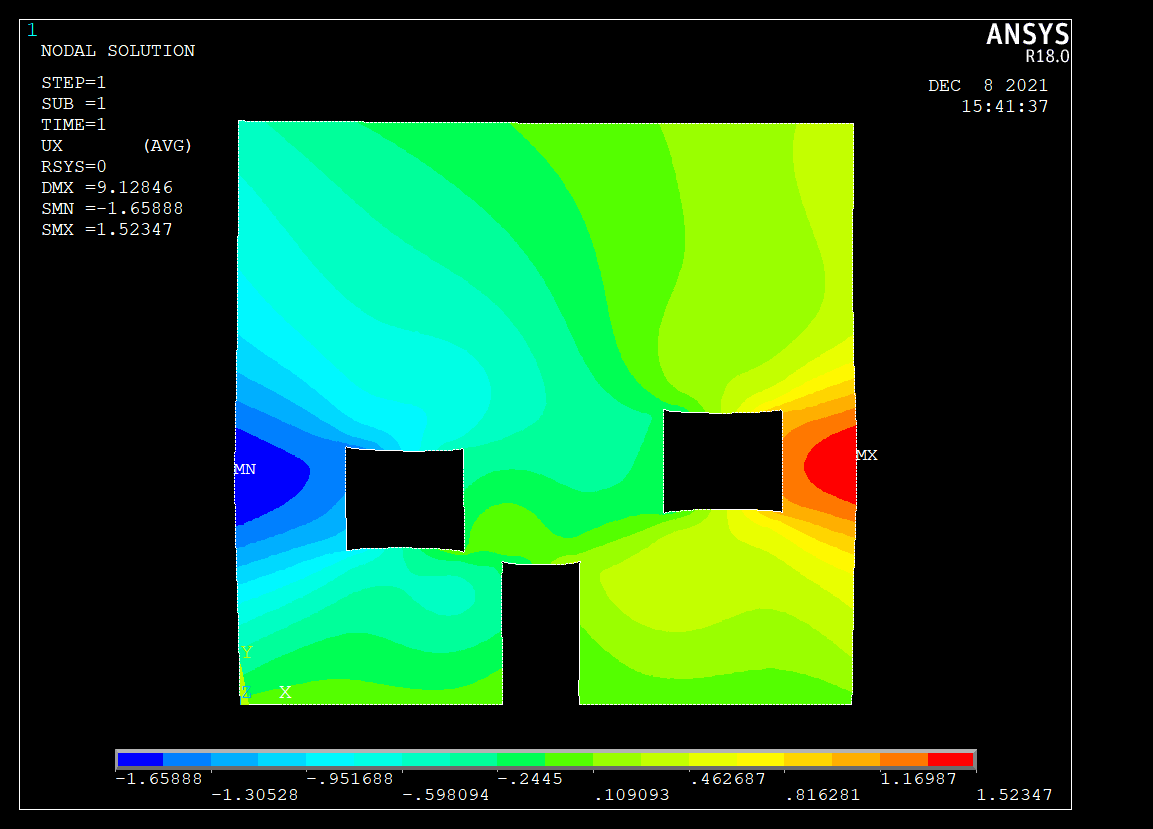 1
NODAL SOLUTION
STEP=1
SUB =1
TIME=1
UX (AVG)
RSYS=0
DMX =9.12846
SMN =-1.65888
SMX =1.52347
ANSYS
R18.0
DEC 8 2021
15:41:37
MN
MX
Y
Z X
-1.65888 -.951688 -.2445 .462687 1.16987
-1.30528 -.598094 .109093 .816281 1.52347